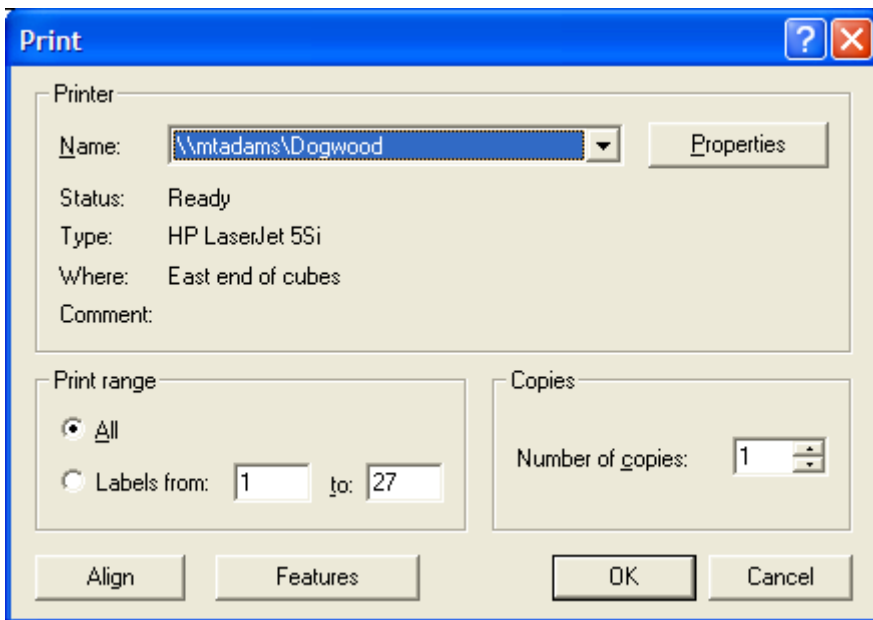 Print
Printer
Name: \\mtadams\Dogwood Properties
Status: Ready
Type: HP LaserJet 5Si
Where: East end of cubes
Comment:
Print range
All
Labels from: 1 to: 27
Copies
Number of copies: 1
Align Features OK Cancel